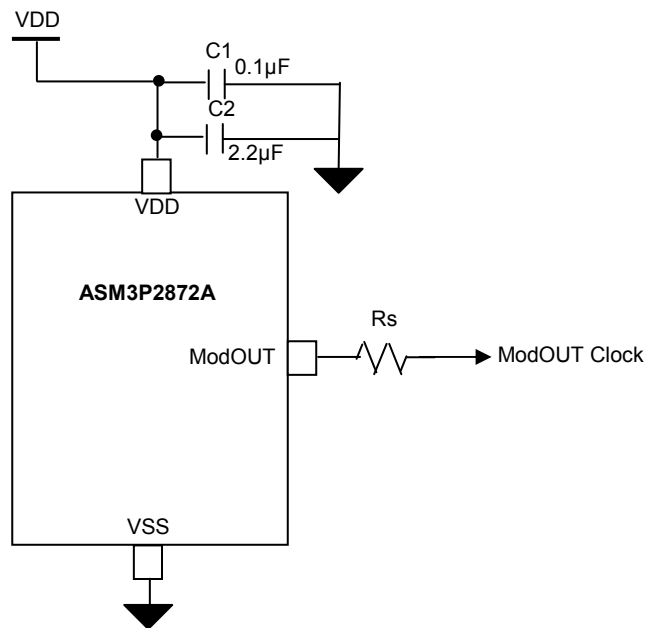 VDD
C1
0.1µF
C2
2.2µF
VDD
ASM3P2872A
Rs
ModOUT
ModOUT Clock
VSS